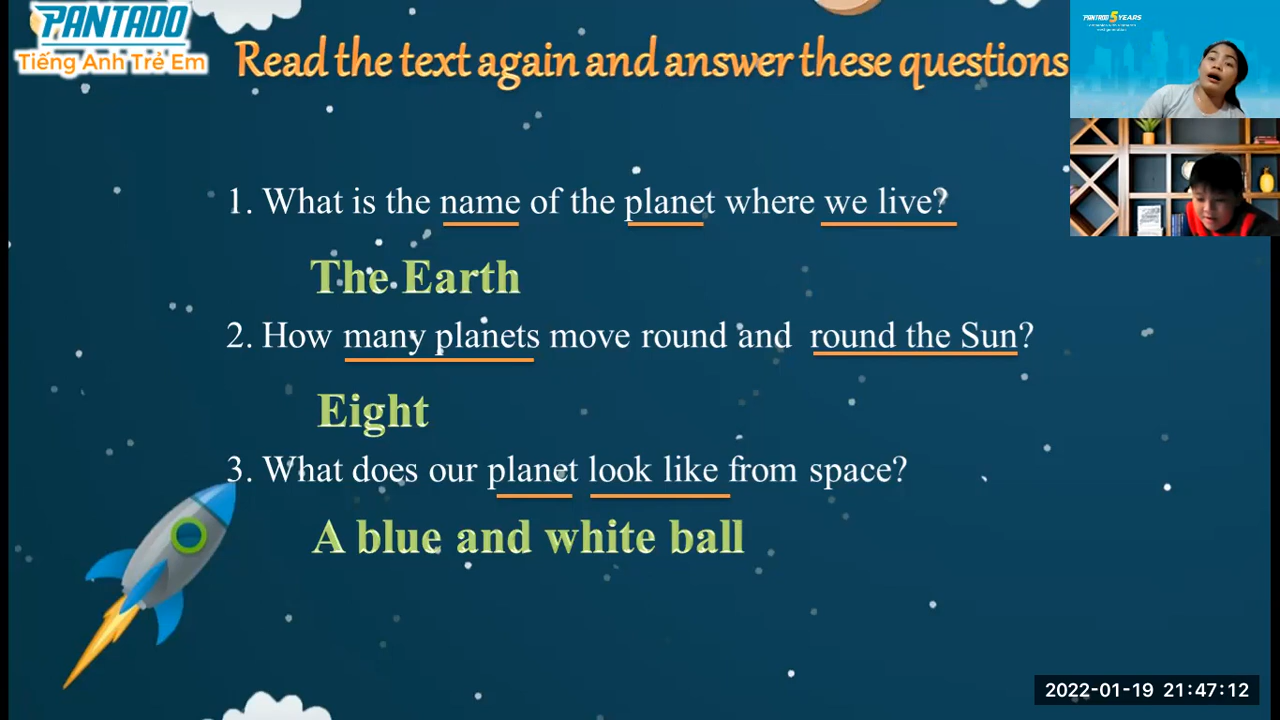 PANTADO
Tiếng Anh Trẻ Em
Read the text again and answer these questions
PANTADO 5 YEARS
1. What is the name of the planet where we live?
The Earth
2. How many planets move round and round the Sun?
Eight
3. What does our planet look like from space?
A blue and white ball
2022-01-19 21:47:12